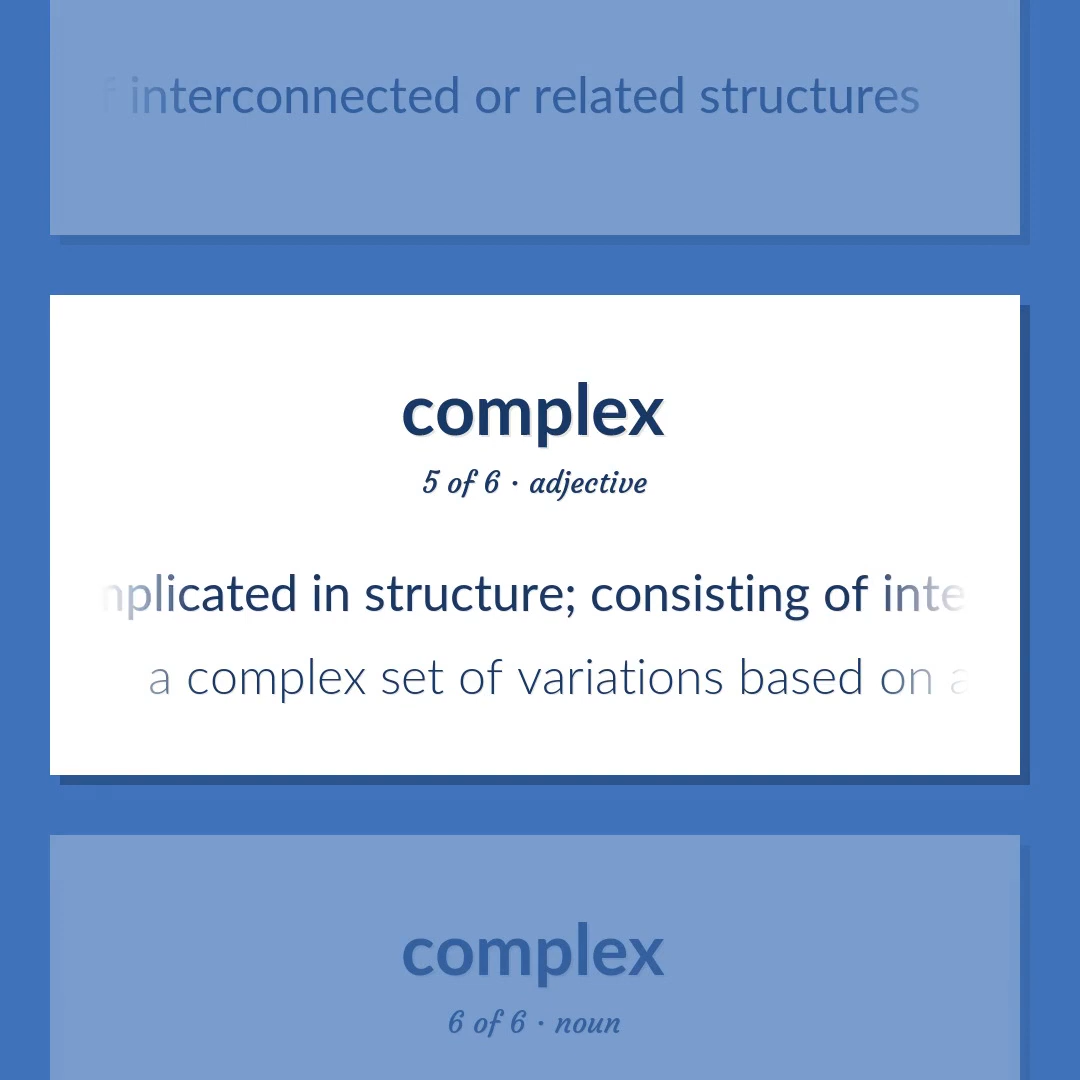 f interconnected or related structures
complex
5 of 6 · adjective
mplicated in structure; consisting of inte
a complex set of variations based on a
complex
6 of 6 · noun